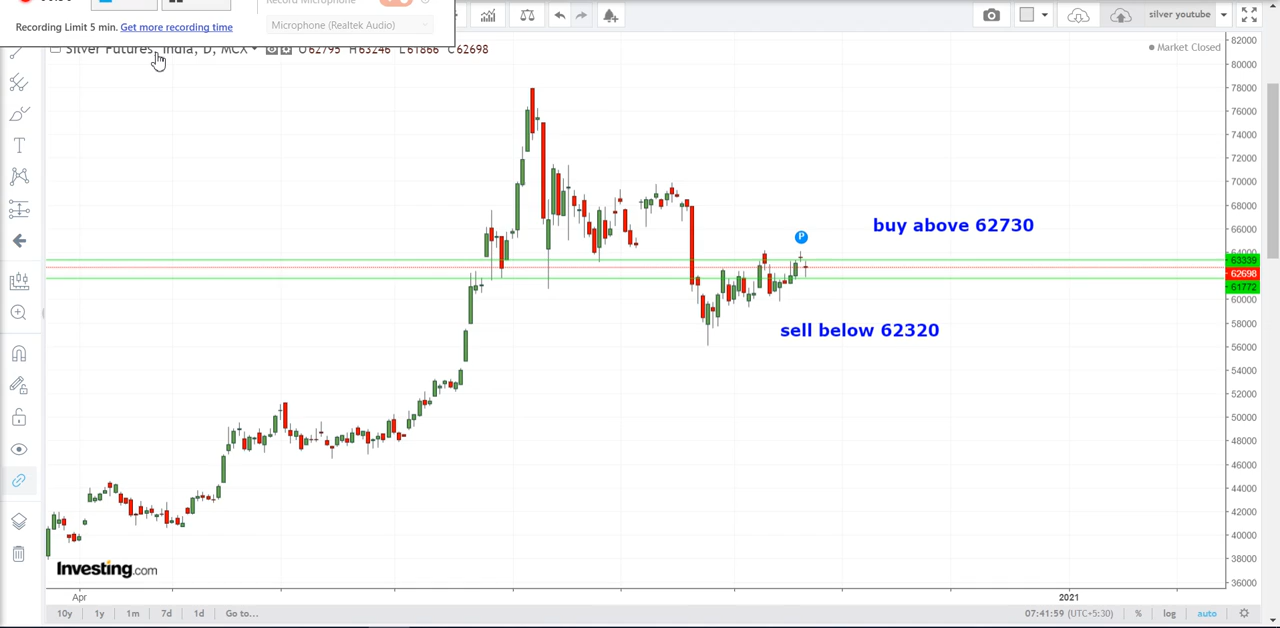 Record Microphone
Recording Limit 5 min. Get more recording time
Microphone (Realtek Audio)
silver youtube
Silver Futures, India, D, MCX O62795 H63246 L61866 C62698
Market Closed
82000
80000
78000
76000
74000
72000
70000
68000
66000
64000
63339
62698
61772
60000
58000
56000
54000
52000
50000
48000
46000
44000
42000
40000
38000
36000
buy above 62730
P
sell below 62320
Investing.com
Apr
2021
10y 1y 1m 7d 1d Go to...
07:41:59 (UTC+5:30) % log auto